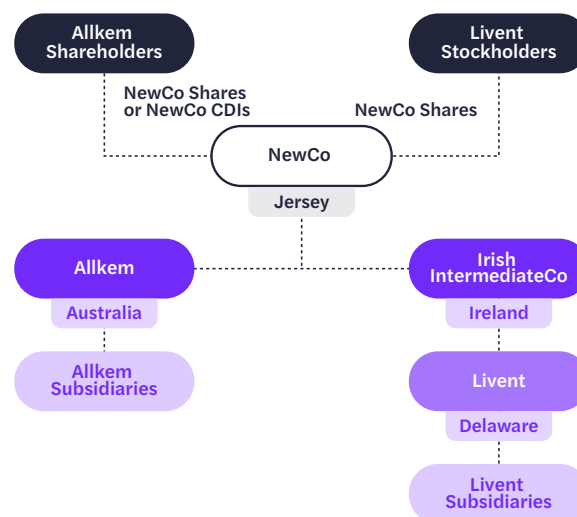 Allkem
Shareholders
Livent
Stockholders
NewCo Shares
or NewCo CDIs
NewCo Shares
NewCo
Jersey
Allkem
Irish
IntermediateCo
Australia
Ireland
Allkem
Subsidiaries
Livent
Delaware
Livent
Subsidiaries